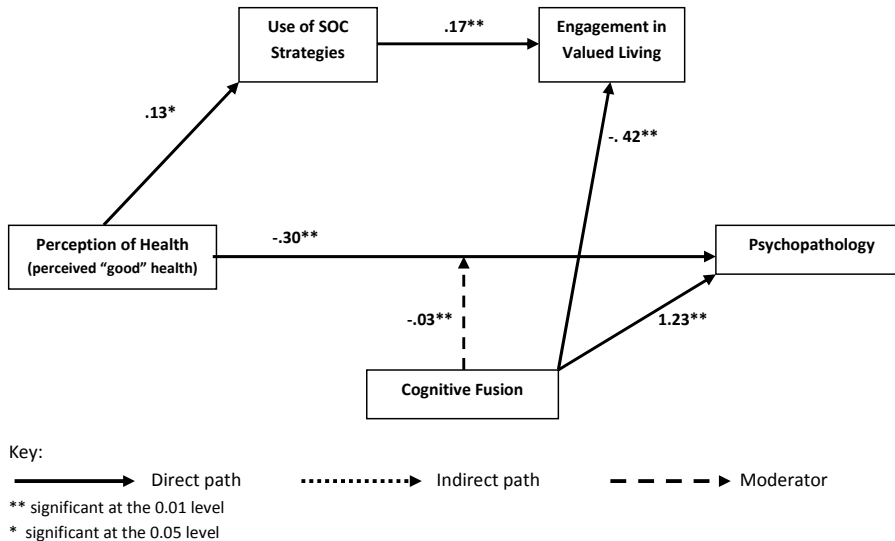 Use of SOC
Strategies
.17**
Engagement in
Valued Living
.13*
-. 42**
Perception of Health
(perceived “good” health)
-.30**
Psychopathology
-.03**
1.23**
Cognitive Fusion
Key:
Direct path
Indirect path
Moderator
** significant at the 0.01 level
* significant at the 0.05 level